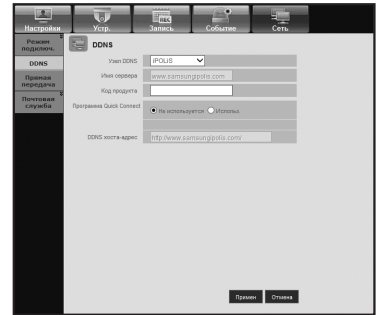 Настройки
Устр.
Запись
Событие
Сеть
REC
Режим
подключ.
DDNS
Прямая
передача
Почтовая
служба
DDNS
Узел DDNS
iPOLiS
Имя сервера
www.samsungipolis.com
Код продукта
Программа Quick Connect
Не используется
Использ.
DDNS хоста-адрес
http://www.samsungipolis.com/
Примен
Отмена